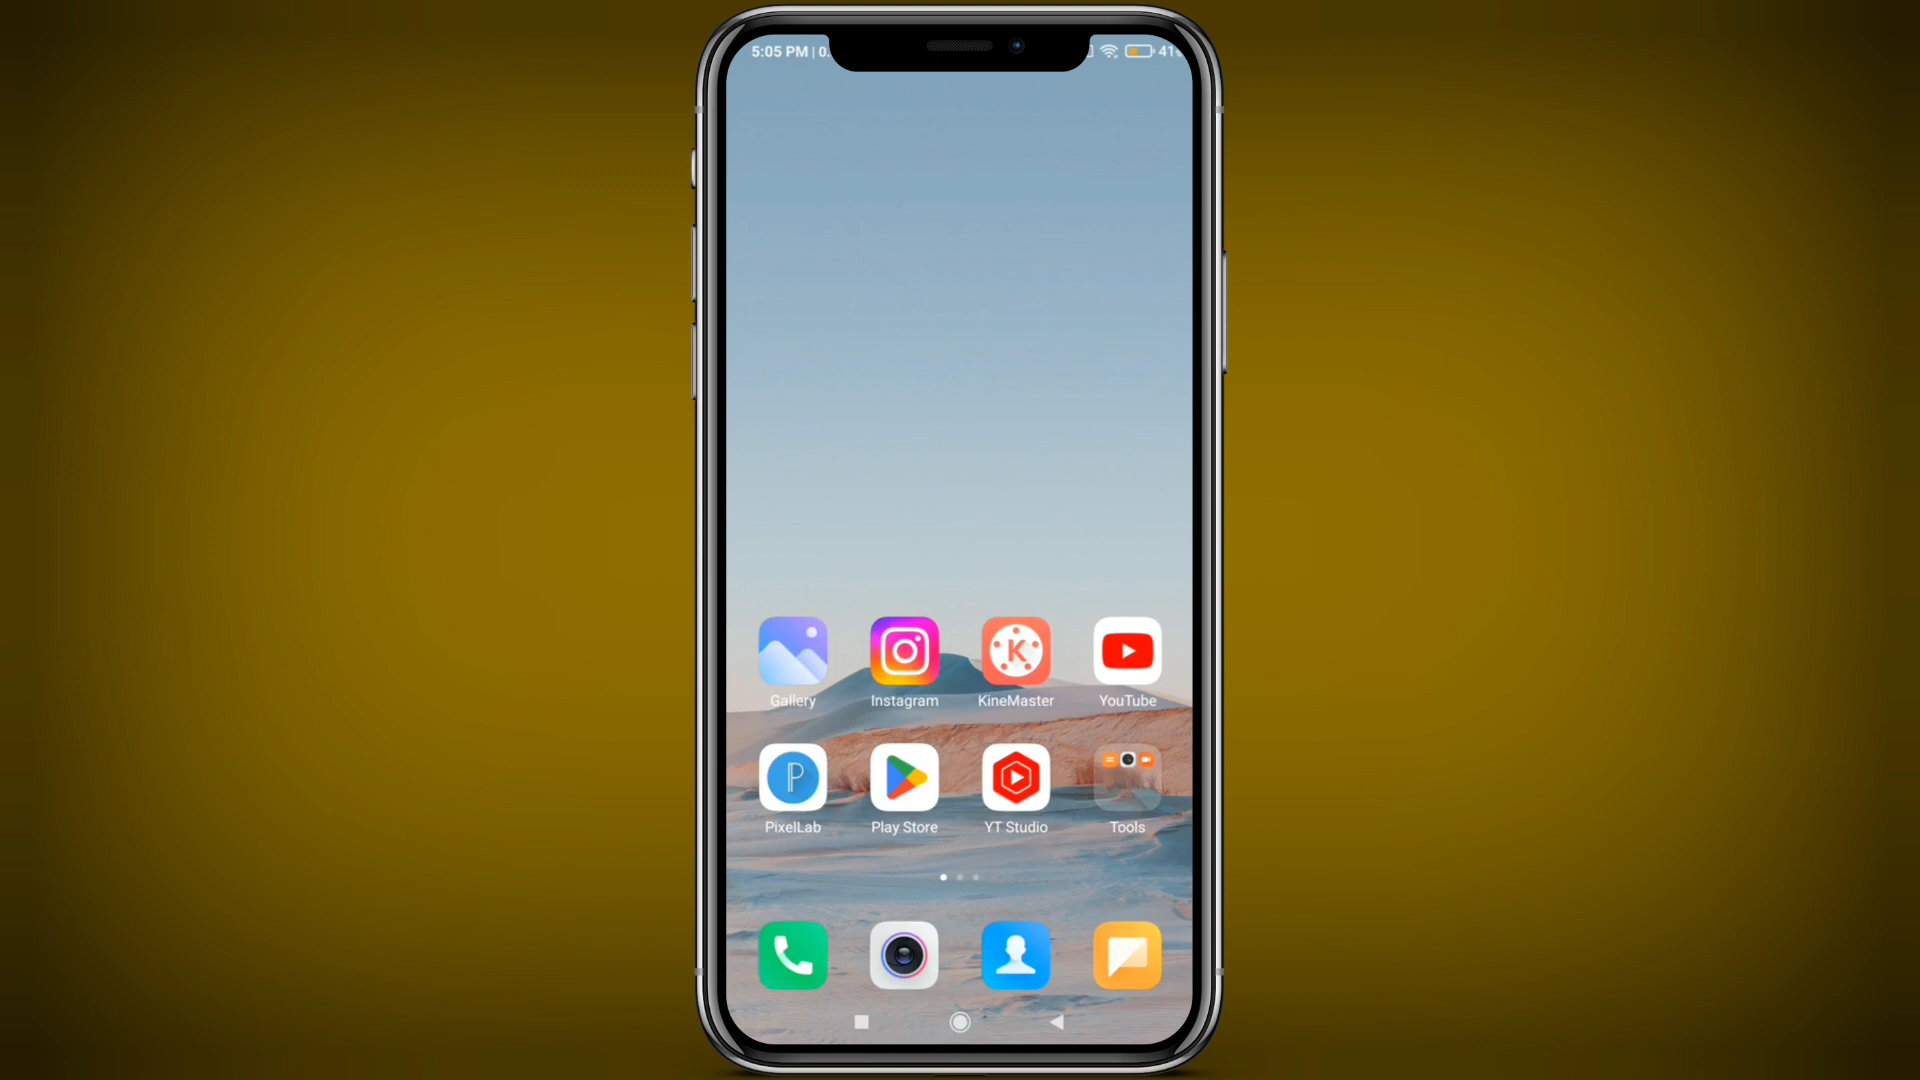 5:05 PM | 0.
41
Gallery Instagram KineMaster YouTube
PixelLab Play Store YT Studio Tools